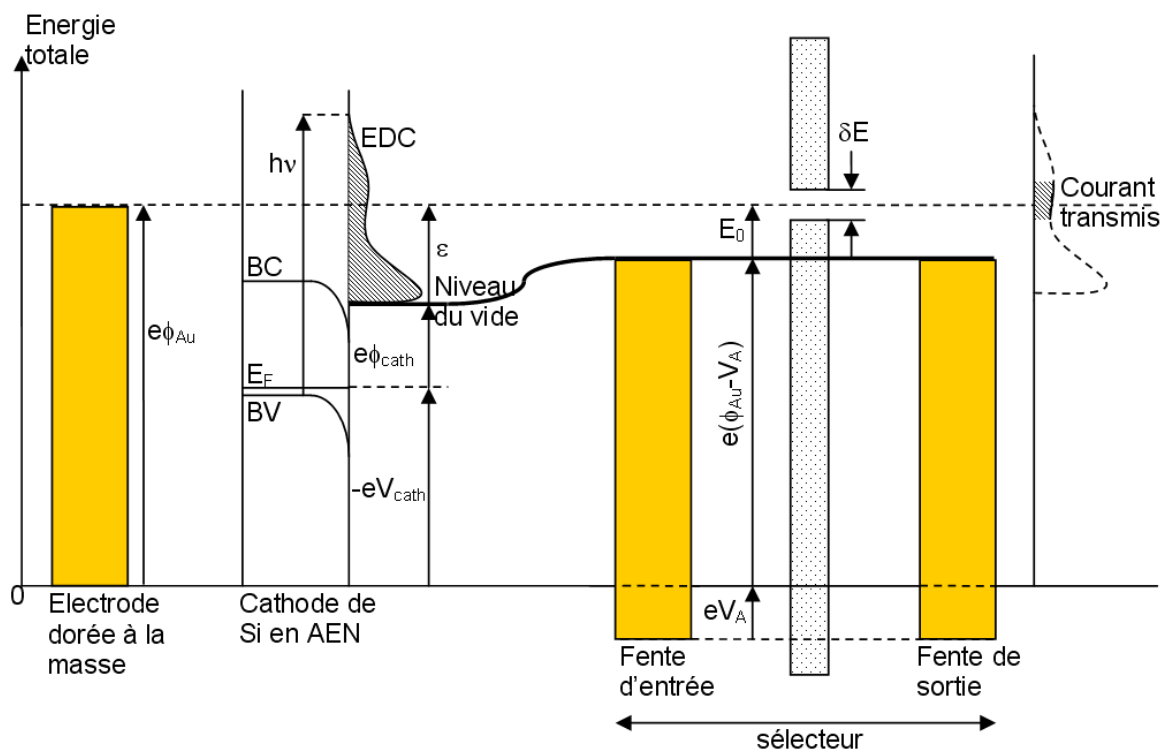 Energie
totale
EDC
hν
δE
Courant
transmis
E₀
ε
BC
Niveau
du vide
eϕAu
eϕcath
E_F
BV
e(ϕAu-VA)
-eVcath
0
eVA
Electrode
dorée à la
masse
Cathode de
Si en AEN
Fente
d'entrée
Fente de
sortie
sélecteur